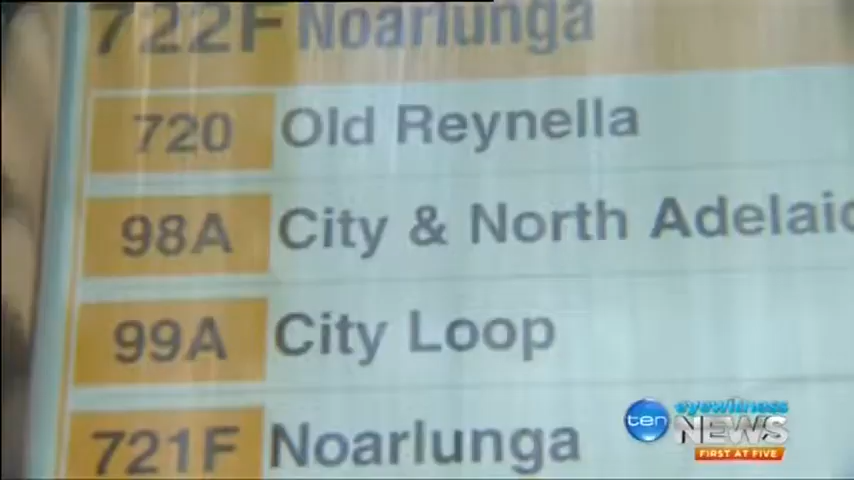 722F Noarlunga
720 Old Reynella
98A City & North Adelaid
99A City Loop
721F Noarlunga
ten eyewitness
NEWS
FIRST AT FIVE